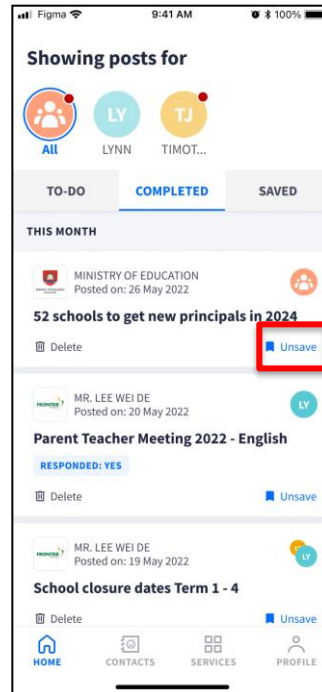 Figma 9:41 AM 100%
Showing posts for
LY TJ
All LYNN TIMOT...
TO-DO COMPLETED SAVED
THIS MONTH
MINISTRY OF EDUCATION
Posted on: 26 May 2022
52 schools to get new principals in 2024
Delete Unsave
FRONTIER MR. LEE WEI DE LY
Posted on: 20 May 2022
Parent Teacher Meeting 2022 - English
RESPONDED: YES
Delete Unsave
FRONTIER MR. LEE WEI DE
Posted on: 19 May 2022 LY
School closure dates Term 1 - 4
Delete Unsave
HOME CONTACTS SERVICES PROFILE